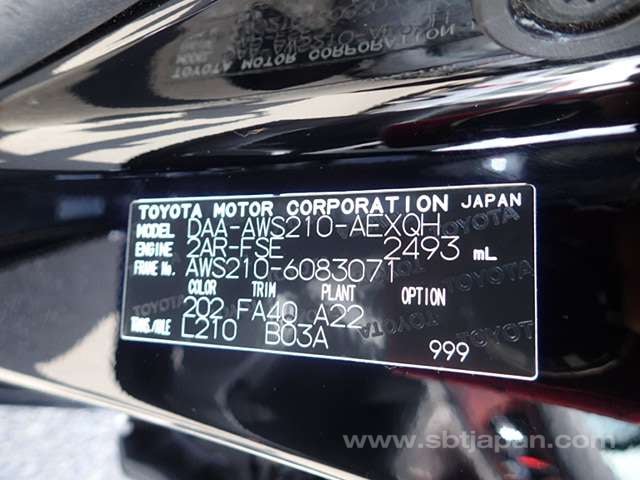 TOYOTA MOTOR CORPORATION JAPAN
MODEL DAA-AWS210-AEXQH
ENGINE 2AR-FSE 2493 mL
FRAME No. AWS210-6083071
COLOR TRIM PLANT OPTION
202 FA40 A22
TRANS/AXLE L210 B03A
999
www.sbtjapan.com